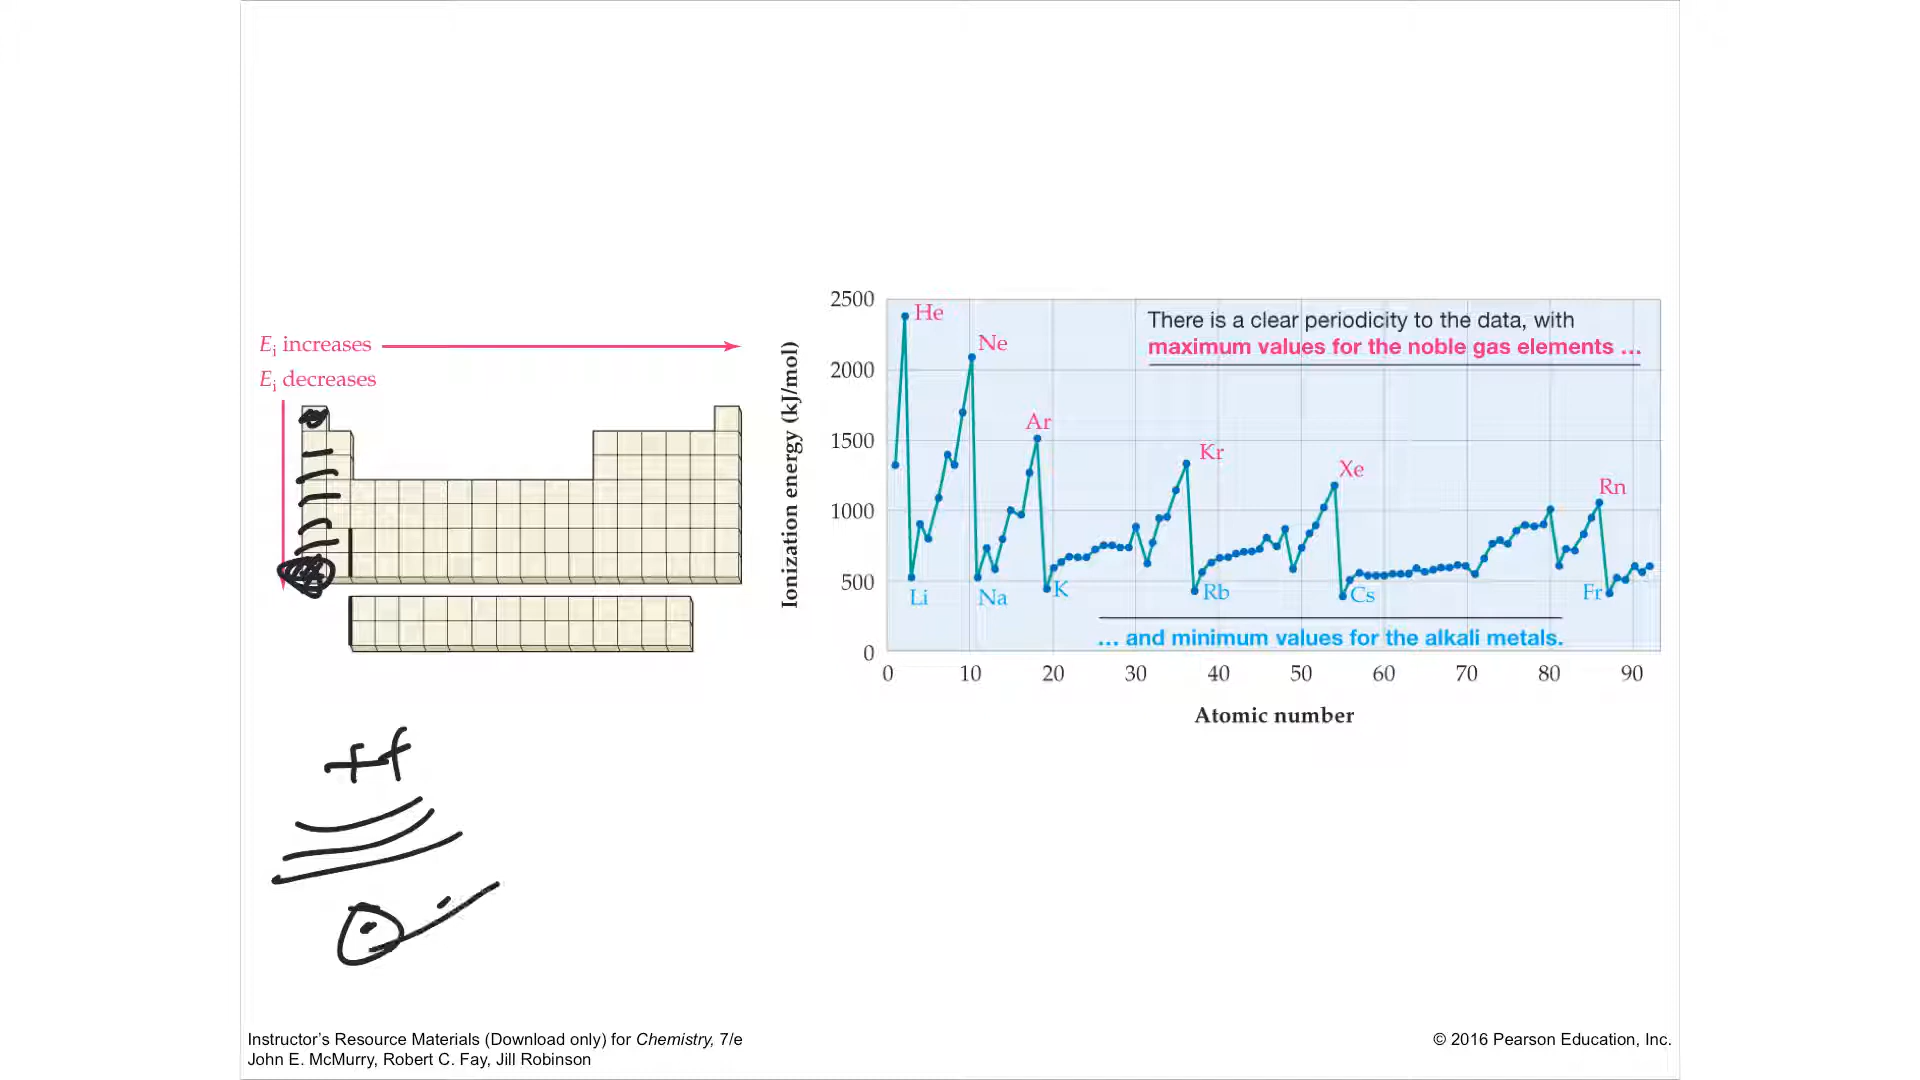 E_i increases
E_i decreases
Ionization energy (kJ/mol)
2500
2000
1500
1000
500
0
He
Ne
Ar
Kr
Xe
Rn
Li
Na
K
Rb
Cs
Fr
There is a clear periodicity to the data, with
maximum values for the noble gas elements ...
... and minimum values for the alkali metals.
0 10 20 30 40 50 60 70 80 90
Atomic number
++
Instructor's Resource Materials (Download only) for Chemistry, 7/e
John E. McMurry, Robert C. Fay, Jill Robinson
© 2016 Pearson Education, Inc.